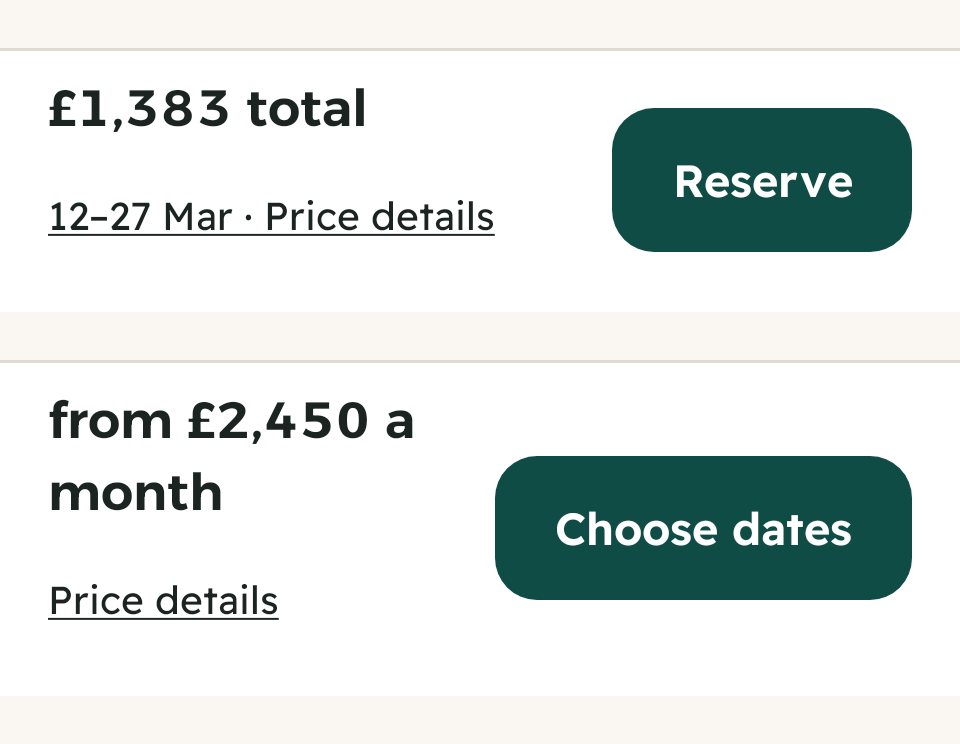 £1,383 total
12–27 Mar · Price details
Reserve
from £2,450 a
month
Price details
Choose dates